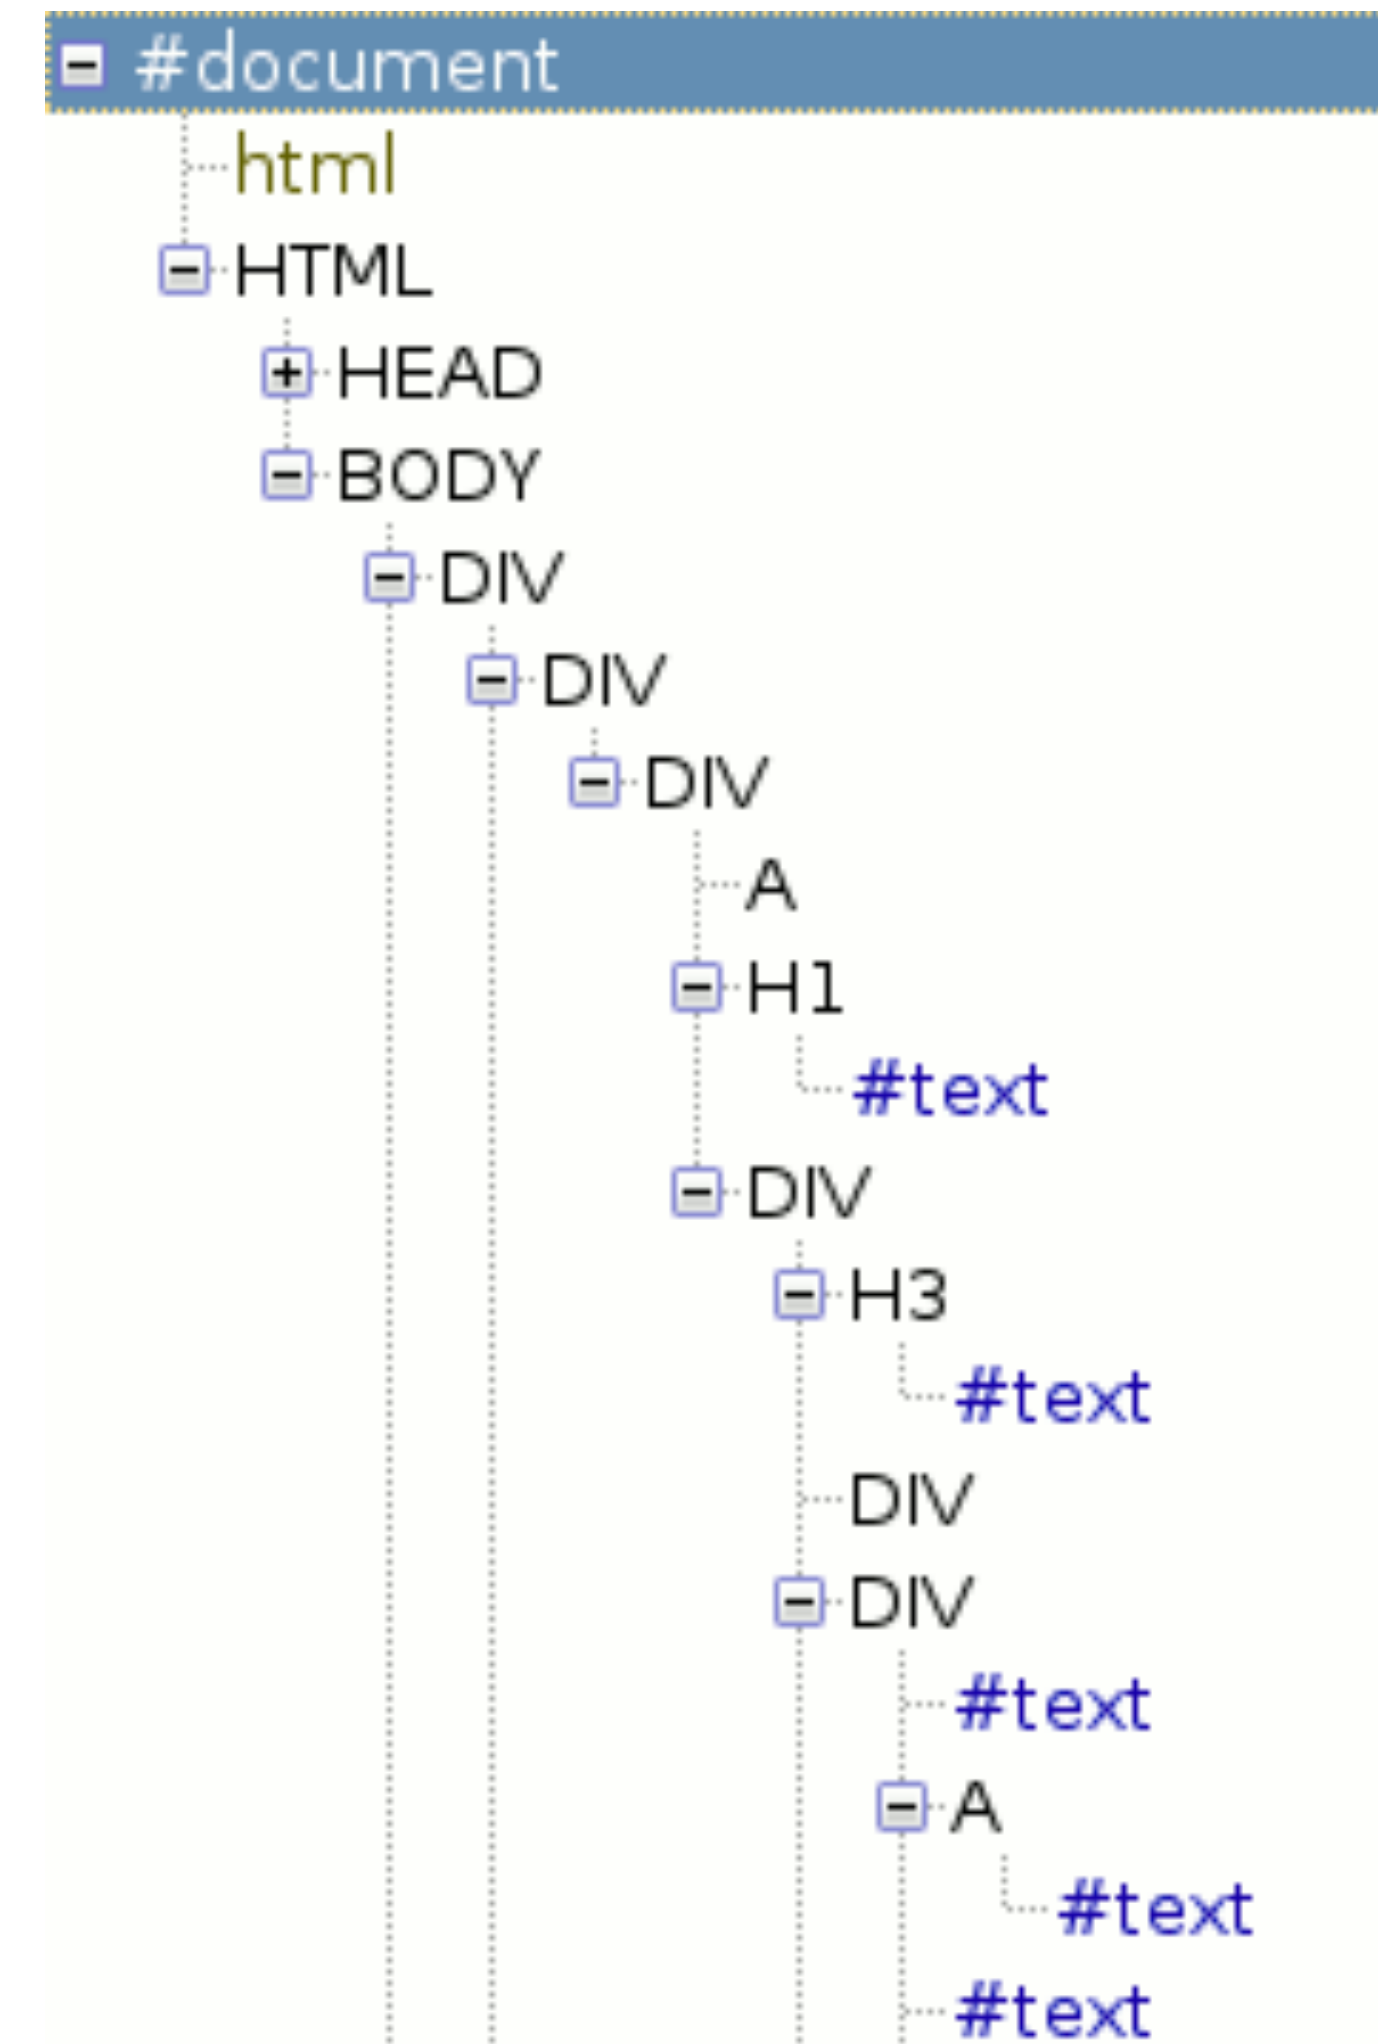 #document
html
HTML
HEAD
BODY
DIV
DIV
DIV
A
H1
#text
DIV
H3
#text
DIV
DIV
#text
A
#text
#text